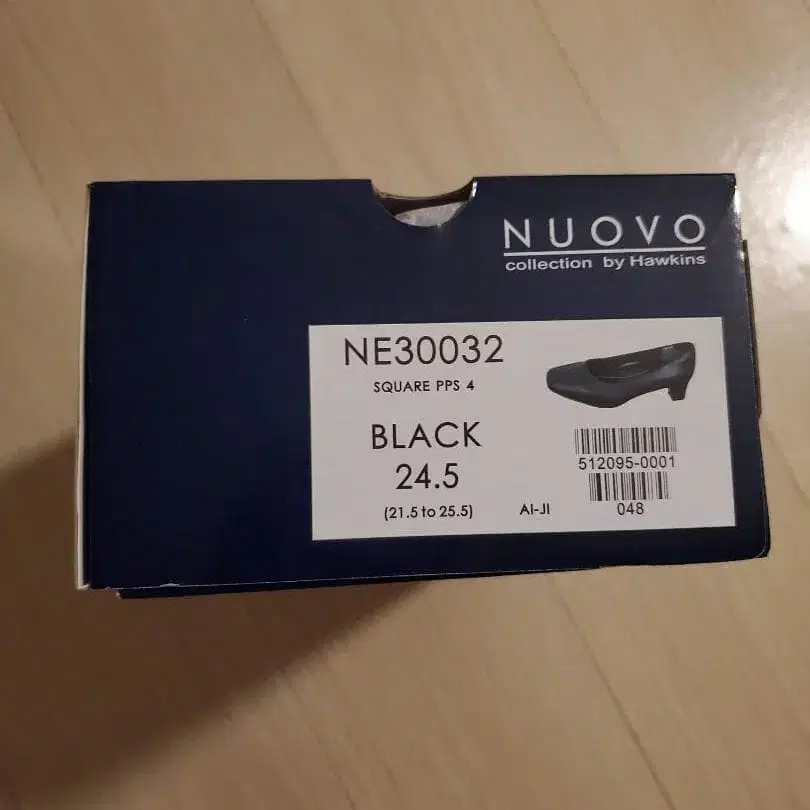 NUOVO
collection by Hawkins
NE30032
SQUARE PPS 4
BLACK
24.5
(21.5 to 25.5)
AI-JI
512095-0001
048